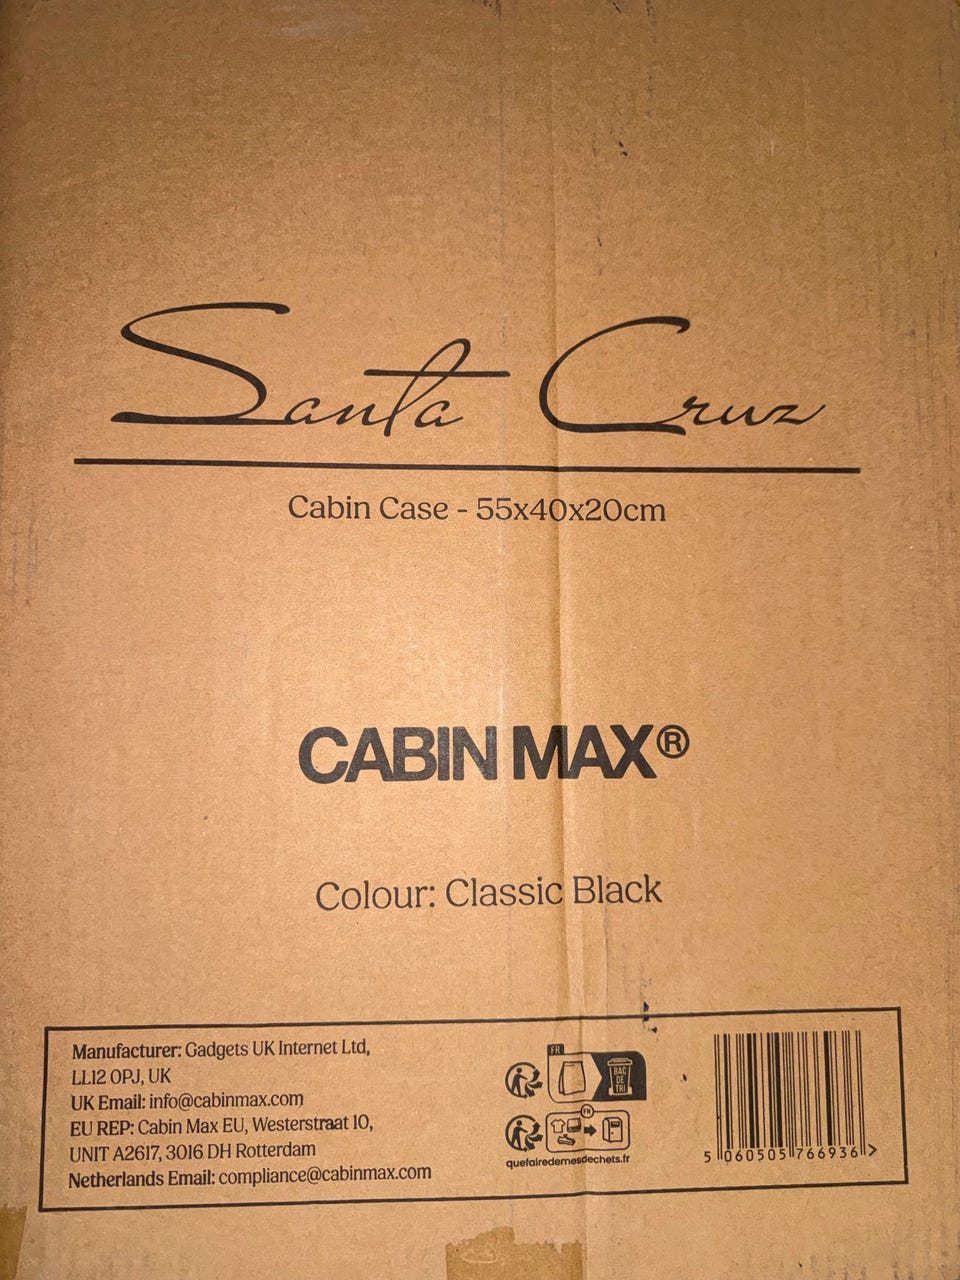 Santa Cruz
Cabin Case - 55x40x20cm
CABIN MAX®
Colour: Classic Black
Manufacturer: Gadgets UK Internet Ltd,
LL12 0PJ, UK
UK Email: info@cabinmax.com
EU REP: Cabin Max EU, Westerstraat 10,
UNIT A2617, 3016 DH Rotterdam
Netherlands Email: compliance@cabinmax.com
FR
BAC
DE
TRI
FR
quefairedemesdechets.fr
5 060505 766936 >